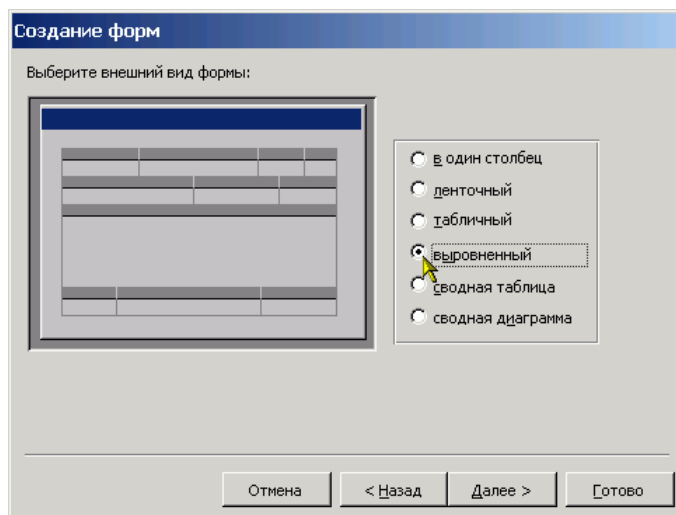 Создание форм
Выберите внешний вид формы:
в один столбец
ленточный
табличный
выровненный
сводная таблица
сводная диаграмма
Отмена
< Назад
Далее >
Готово